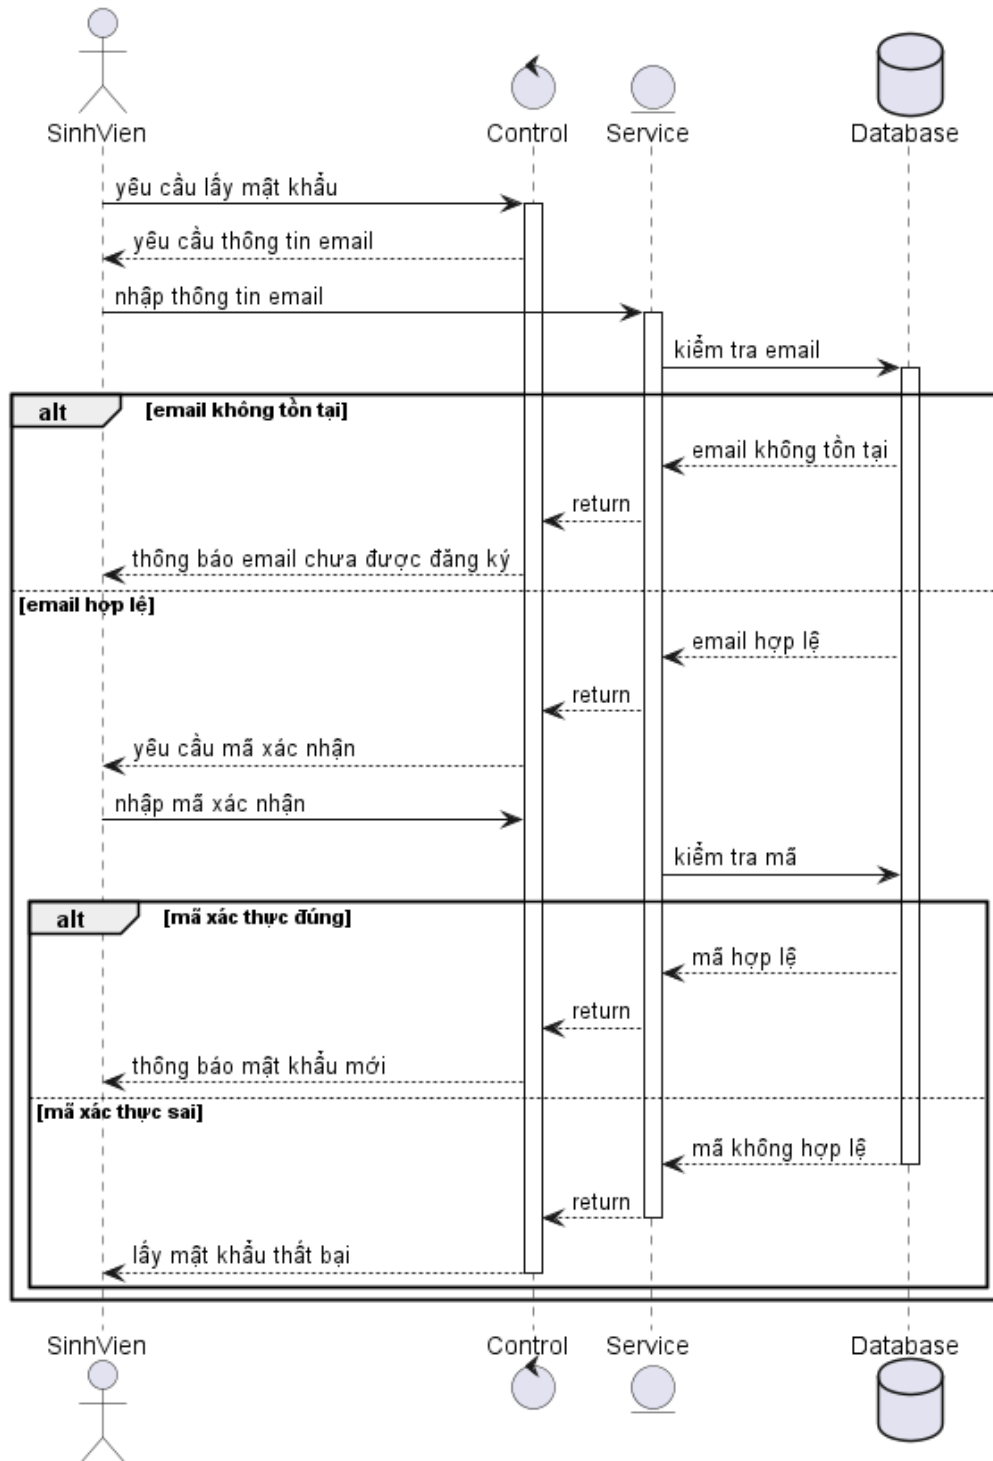 SinhVien
Control
Service
Database
yêu cầu lấy mật khẩu
yêu cầu thông tin email
nhập thông tin email
kiểm tra email
alt
[email không tồn tại]
email không tồn tại
return
thông báo email chưa được đăng ký
[email hợp lệ]
email hợp lệ
return
yêu cầu mã xác nhận
nhập mã xác nhận
kiểm tra mã
alt
[mã xác thực đúng]
mã hợp lệ
return
thông báo mật khẩu mới
[mã xác thực sai]
mã không hợp lệ
return
lấy mật khẩu thất bại
SinhVien
Control
Service
Database